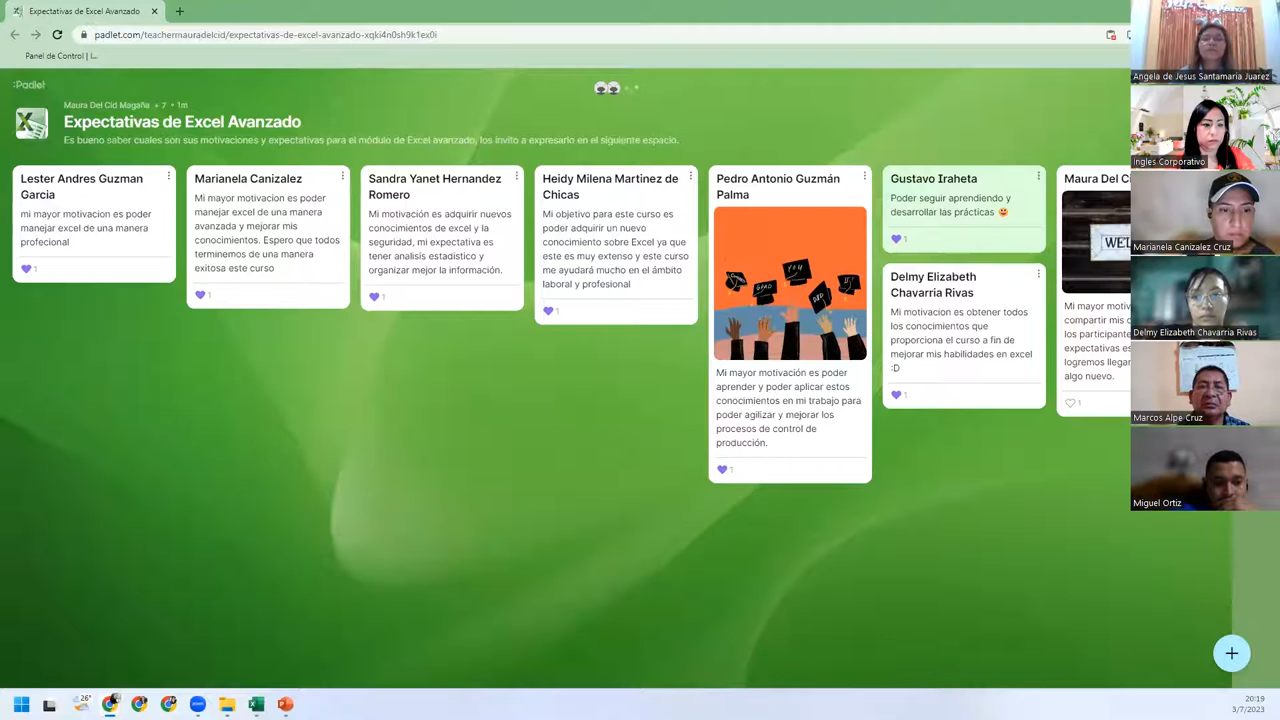 Expectativas de Excel Avanzado
padlet.com/teachermauradelcid/expectativas-de-excel-avanzado-xqki4n0sh9k1ex0i
Panel de Control | I...
:Padlet
Maura Del Cid Magaña + 7 • 1m
Expectativas de Excel Avanzado
Es bueno saber cuales son sus motivaciones y expectativas para el módulo de Excel avanzado, los invito a expresarlo en el siguiente espacio.
Lester Andres Guzman
Garcia
mi mayor motivacion es poder
manejar excel de una manera
profecional
1
Marianela Canizalez
mi mayor motivacion es poder
manejar excel de una manera
avanzada y mejorar mis
conocimientos. Espero que todos
terminemos de una manera
exitosa este curso
1
Sandra Yanet Hernandez
Romero
Mi motivación es adquirir nuevos
conocimientos de excel y la
seguridad, mi expectativa es
tener analisis estadistico y
organizar mejor la información.
1
Heidy Milena Martinez de
Chicas
Mi objetivo para este curso es
poder adquirir un nuevo
conocimiento sobre Excel ya que
este es muy extenso y este curso
me ayudará mucho en el ámbito
laboral y profesional
1
Pedro Antonio Guzmán
Palma
YOU
GRAD
DID
IT!
Mi mayor motivación es poder
aprender y poder aplicar estos
conocimientos en mi trabajo para
poder agilizar y mejorar los
procesos de control de
producción.
1
Gustavo Iraheta
Poder seguir aprendiendo y
desarrollar las prácticas 😍
1
Delmy Elizabeth
Chavarria Rivas
Mi motivacion es obtener todos
los conocimientos que
proporciona el curso a fin de
mejorar mis habilidades en excel
:D
1
Maura Del C
WEL
Mi mayor motiv
compartir mis c
los participante
expectativas es
logremos llegar
algo nuevo.
1
Angela de Jesus Santamaria Juarez
Ingles Corporativo
Marianela Canizalez Cruz
Delmy Elizabeth Chavarria Rivas
Marcos Alpe Cruz
Miguel Ortiz
26°
zoom
20:19
3/7/2023